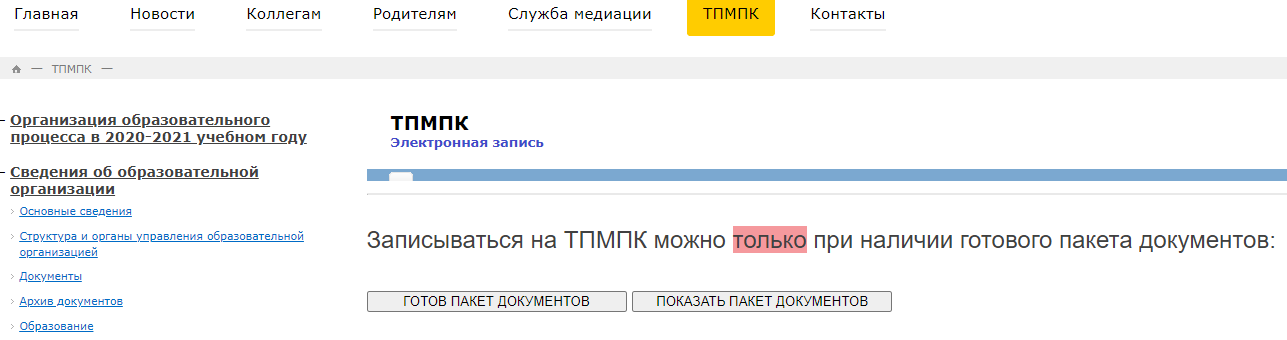 Главная Новости Коллегам Родителям Служба медиации ТПМПК Контакты
— ТПМПК —
Организация образовательного
процесса в 2020-2021 учебном году
Сведения об образовательной
организации
Основные сведения
Структура и органы управления образовательной
организацией
Документы
Архив документов
Образование
ТПМПК
Электронная запись
Записываться на ТПМПК можно только при наличии готового пакета документов:
ГОТОВ ПАКЕТ ДОКУМЕНТОВ ПОКАЗАТЬ ПАКЕТ ДОКУМЕНТОВ